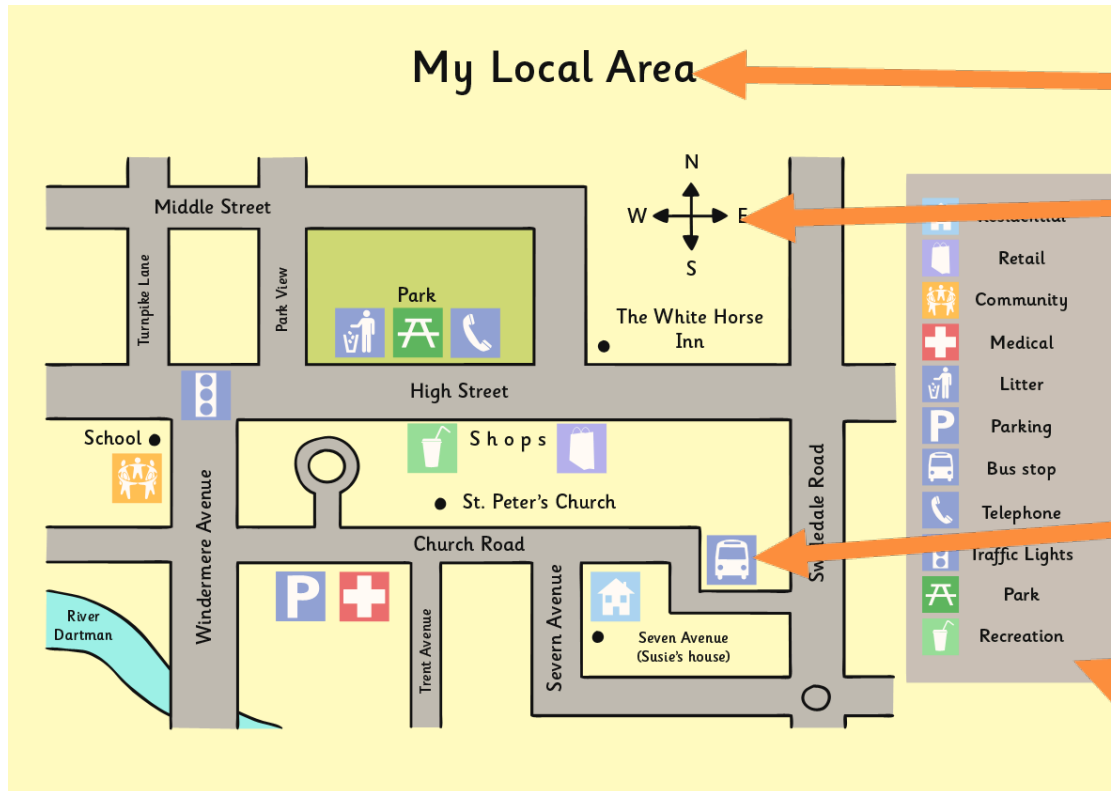 My Local Area
N
W E
S
Middle Street
Turnpike Lane
Park View
Park
The White Horse
Inn
High Street
School
Shops
St. Peter's Church
Windermere Avenue
Church Road
P
River
Dartman
Trent Avenue
Severn Avenue
Seven Avenue
(Susie's house)
Road
Residential
Retail
Community
Medical
Litter
P Parking
Bus stop
Telephone
Traffic Lights
Park
Recreation